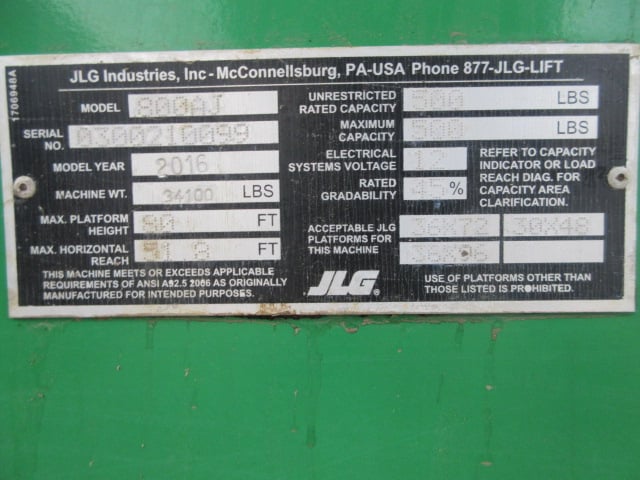 JLG Industries, Inc - McConnellsburg, PA-USA Phone 877-JLG-LIFT
1706948A
MODEL 800AJ
SERIAL NO. 0300210099
MODEL YEAR 2016
MACHINE WT. 34100 LBS
MAX. PLATFORM HEIGHT 80 FT
MAX. HORIZONTAL REACH FT
THIS MACHINE MEETS OR EXCEEDS APPLICABLE
REQUIREMENTS OF ANSI A92.5 2006 AS ORIGINALLY
MANUFACTURED FOR INTENDED PURPOSES.
UNRESTRICTED RATED CAPACITY 500 LBS
MAXIMUM CAPACITY 500 LBS
ELECTRICAL SYSTEMS VOLTAGE 12
RATED GRADABILITY 45 %
REFER TO CAPACITY
INDICATOR OR LOAD
REACH DIAG. FOR
CAPACITY AREA
CLARIFICATION.
ACCEPTABLE JLG
PLATFORMS FOR
THIS MACHINE
36X72 30X48
36X96
JLG®
USE OF PLATFORMS OTHER THAN
THOSE LISTED IS PROHIBITED.